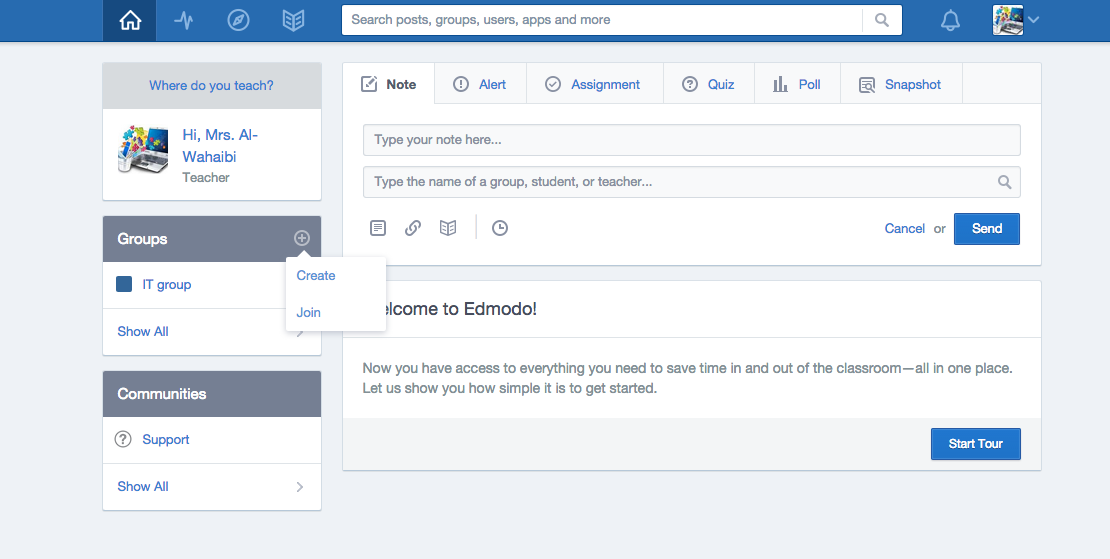 Search posts, groups, users, apps and more
Where do you teach?
Hi, Mrs. Al-
Wahaibi
Teacher
Groups
Create
IT group
Join
Show All
Communities
Support
Show All
Note
Alert
Assignment
Quiz
Poll
Snapshot
Type your note here...
Type the name of a group, student, or teacher...
Cancel or Send
elcome to Edmodo!
Now you have access to everything you need to save time in and out of the classroom—all in one place.
Let us show you how simple it is to get started.
Start Tour